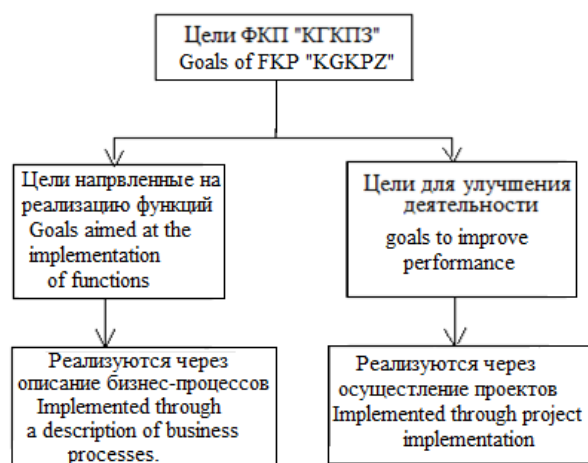 Цели ФКП "КГКПЗ"
Goals of FKP "KGKPZ"
Цели напрвленные на
реализацию функций
Goals aimed at the
implementation
of functions
Цели для улучшения
деятельности
goals to improve
performance
Реализуются через
описание бизнес-процессов
Implemented through
a description of business
processes.
Реализуются через
осуществление проектов
Implemented through project
implementation